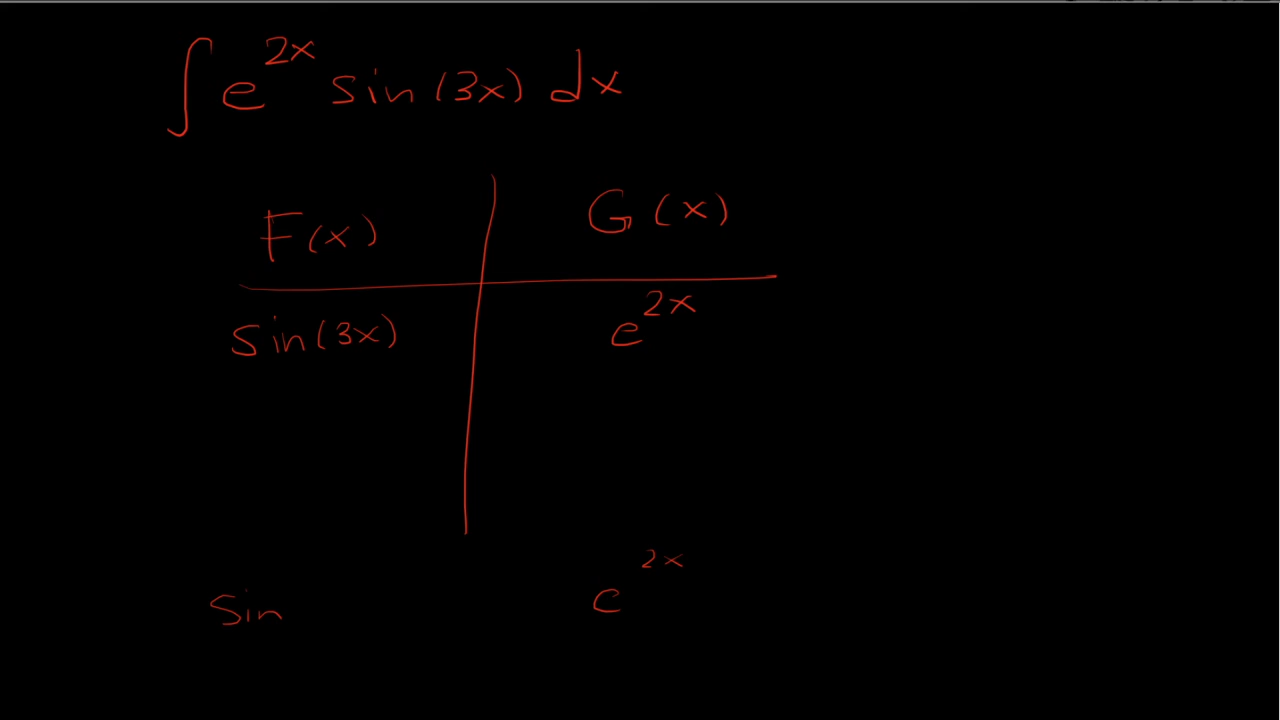 ∫ e^{2x} sin(3x) dx
F(x) G(x)
sin(3x) e^{2x}
sin e^{2x}